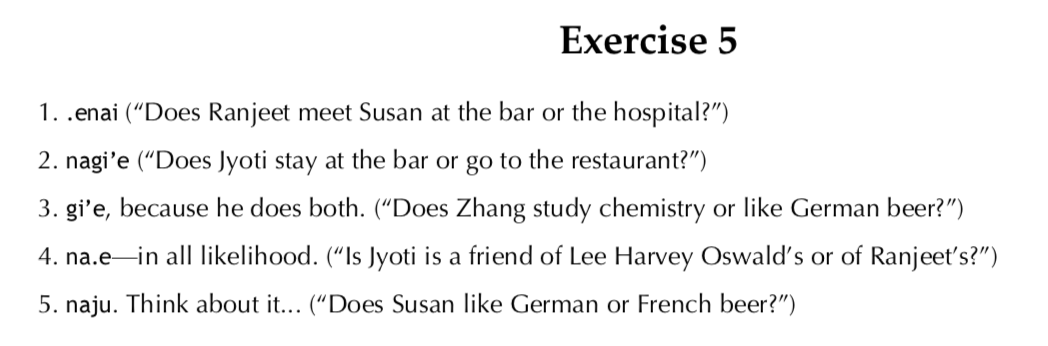 Exercise 5
1. .enai (“Does Ranjeet meet Susan at the bar or the hospital?”)
2. nagi’e (“Does Jyoti stay at the bar or go to the restaurant?”)
3. gi’e, because he does both. (“Does Zhang study chemistry or like German beer?”)
4. na.e—in all likelihood. (“Is Jyoti is a friend of Lee Harvey Oswald’s or of Ranjeet’s?”)
5. naju. Think about it... (“Does Susan like German or French beer?”)